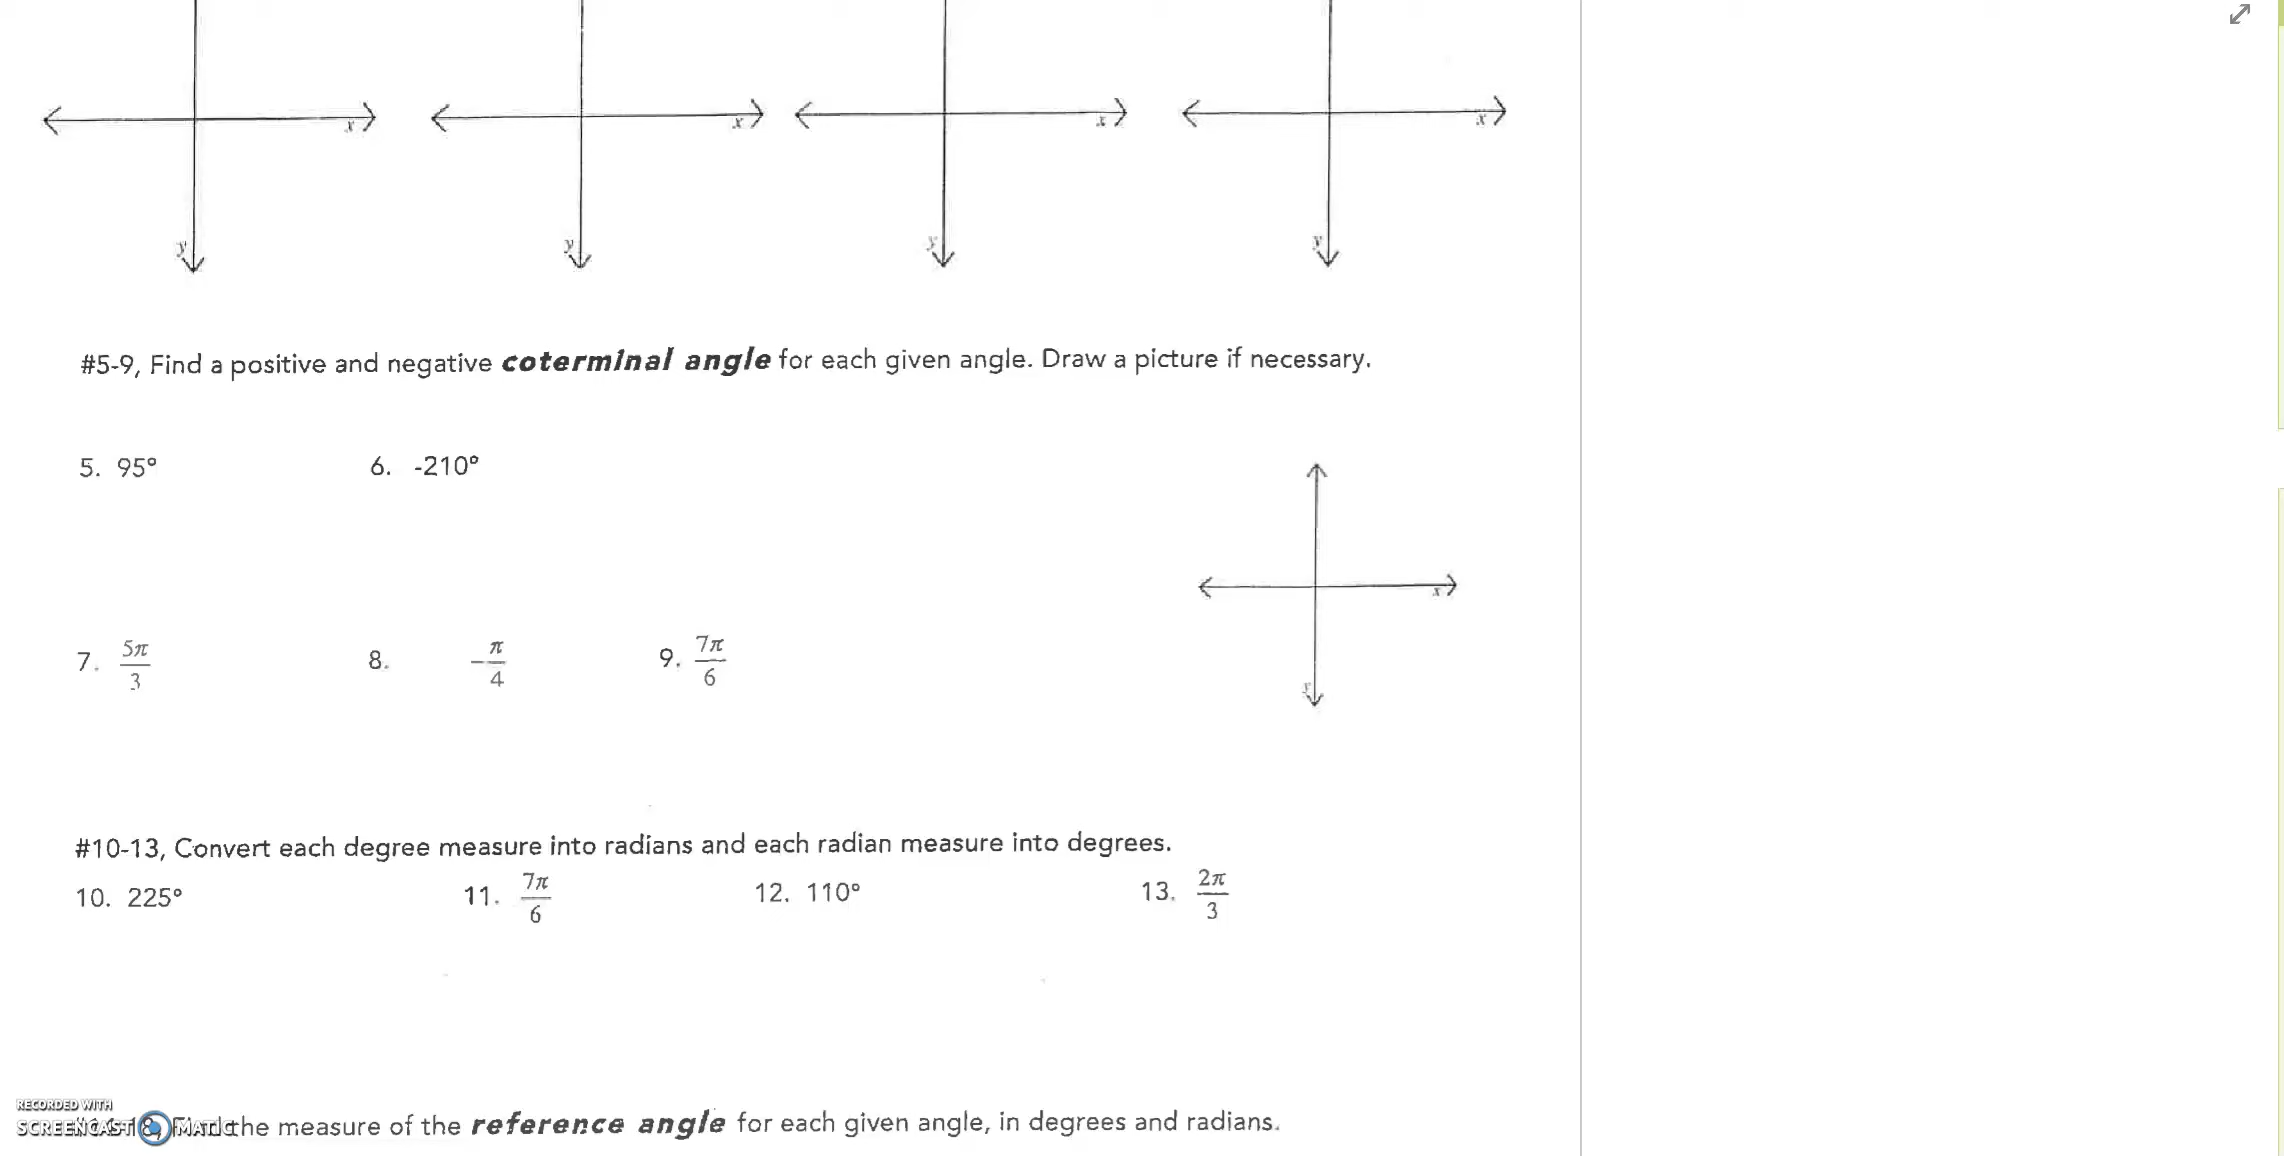 x x x x
y y y y
#5-9, Find a positive and negative coterminal angle for each given angle. Draw a picture if necessary.
5. 95° 6. -210°
x
y
7. 5π/3 8. -π/4 9. 7π/6
#10-13, Convert each degree measure into radians and each radian measure into degrees.
10. 225° 11. 7π/6 12. 110° 13. 2π/3
RECORDED WITH
SCREENCAST MATIC
18, Find the measure of the reference angle for each given angle, in degrees and radians.